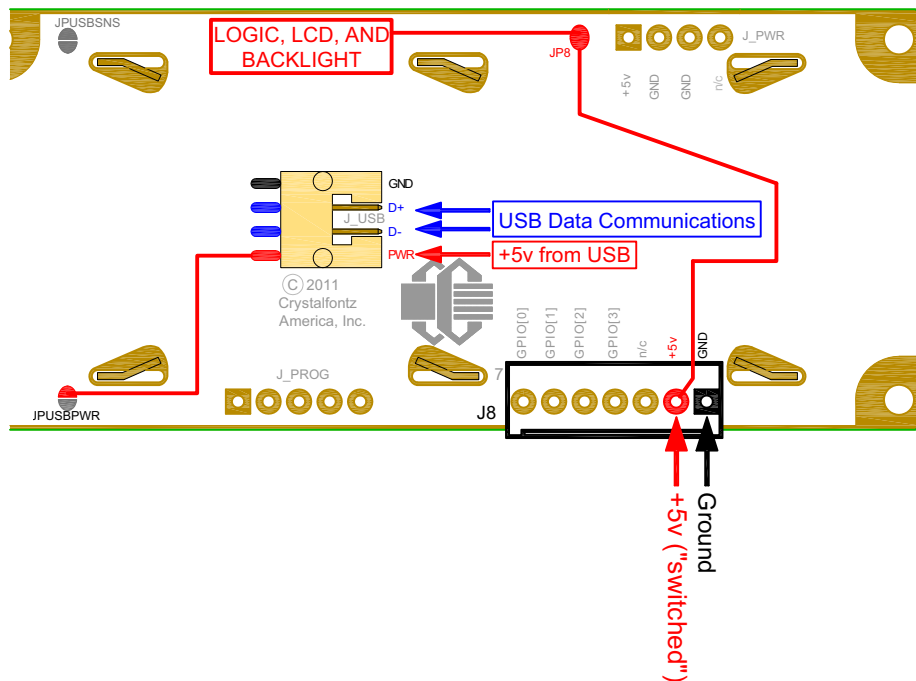 JPUSBSNS
LOGIC, LCD, AND
BACKLIGHT
JP8
J_PWR
+5v
GND
GND
n/c
GND
D+
J_USB
D-
PWR
USB Data Communications
+5v from USB
© 2011
Crystalfontz
America, Inc.
GPIO[0]
GPIO[1]
GPIO[2]
GPIO[3]
n/c
+5v
GND
J_PROG
7
JPUSBPWR
J8
+5v ("switched")
Ground